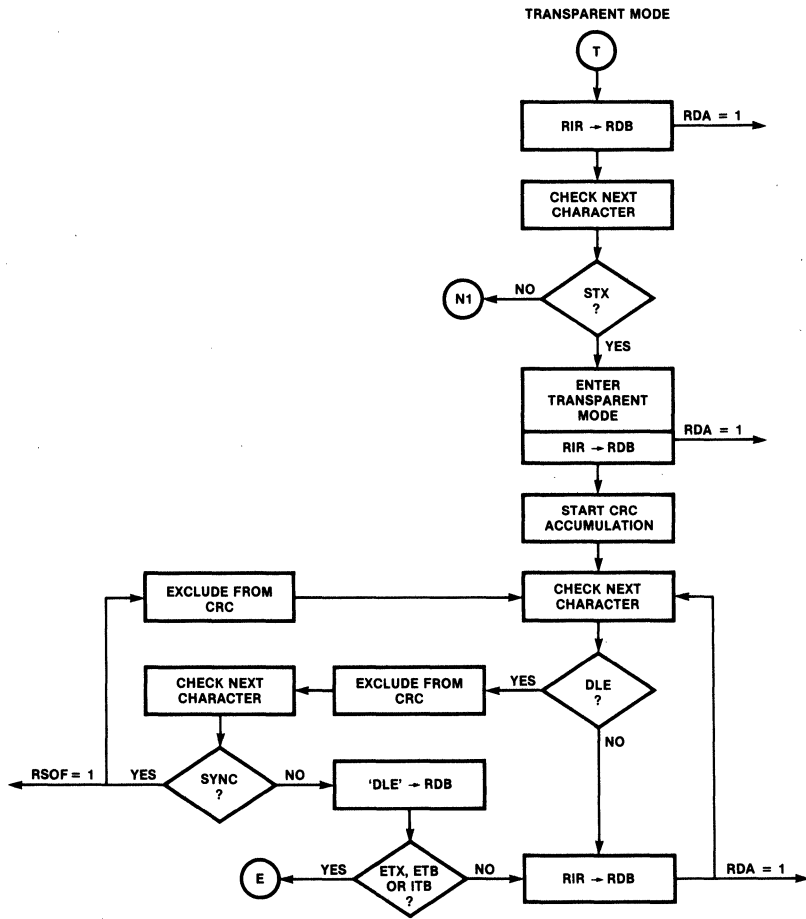 TRANSPARENT MODE
T
RIR → RDB
RDA = 1
CHECK NEXT
CHARACTER
STX
?
NO
N1
YES
ENTER
TRANSPARENT
MODE
RIR → RDB
RDA = 1
START CRC
ACCUMULATION
EXCLUDE FROM
CRC
CHECK NEXT
CHARACTER
DLE
?
YES
EXCLUDE FROM
CRC
CHECK NEXT
CHARACTER
NO
SYNC
?
YES
RSOF = 1
NO
'DLE' → RDB
ETX, ETB
OR ITB
?
YES
E
NO
RIR → RDB
RDA = 1